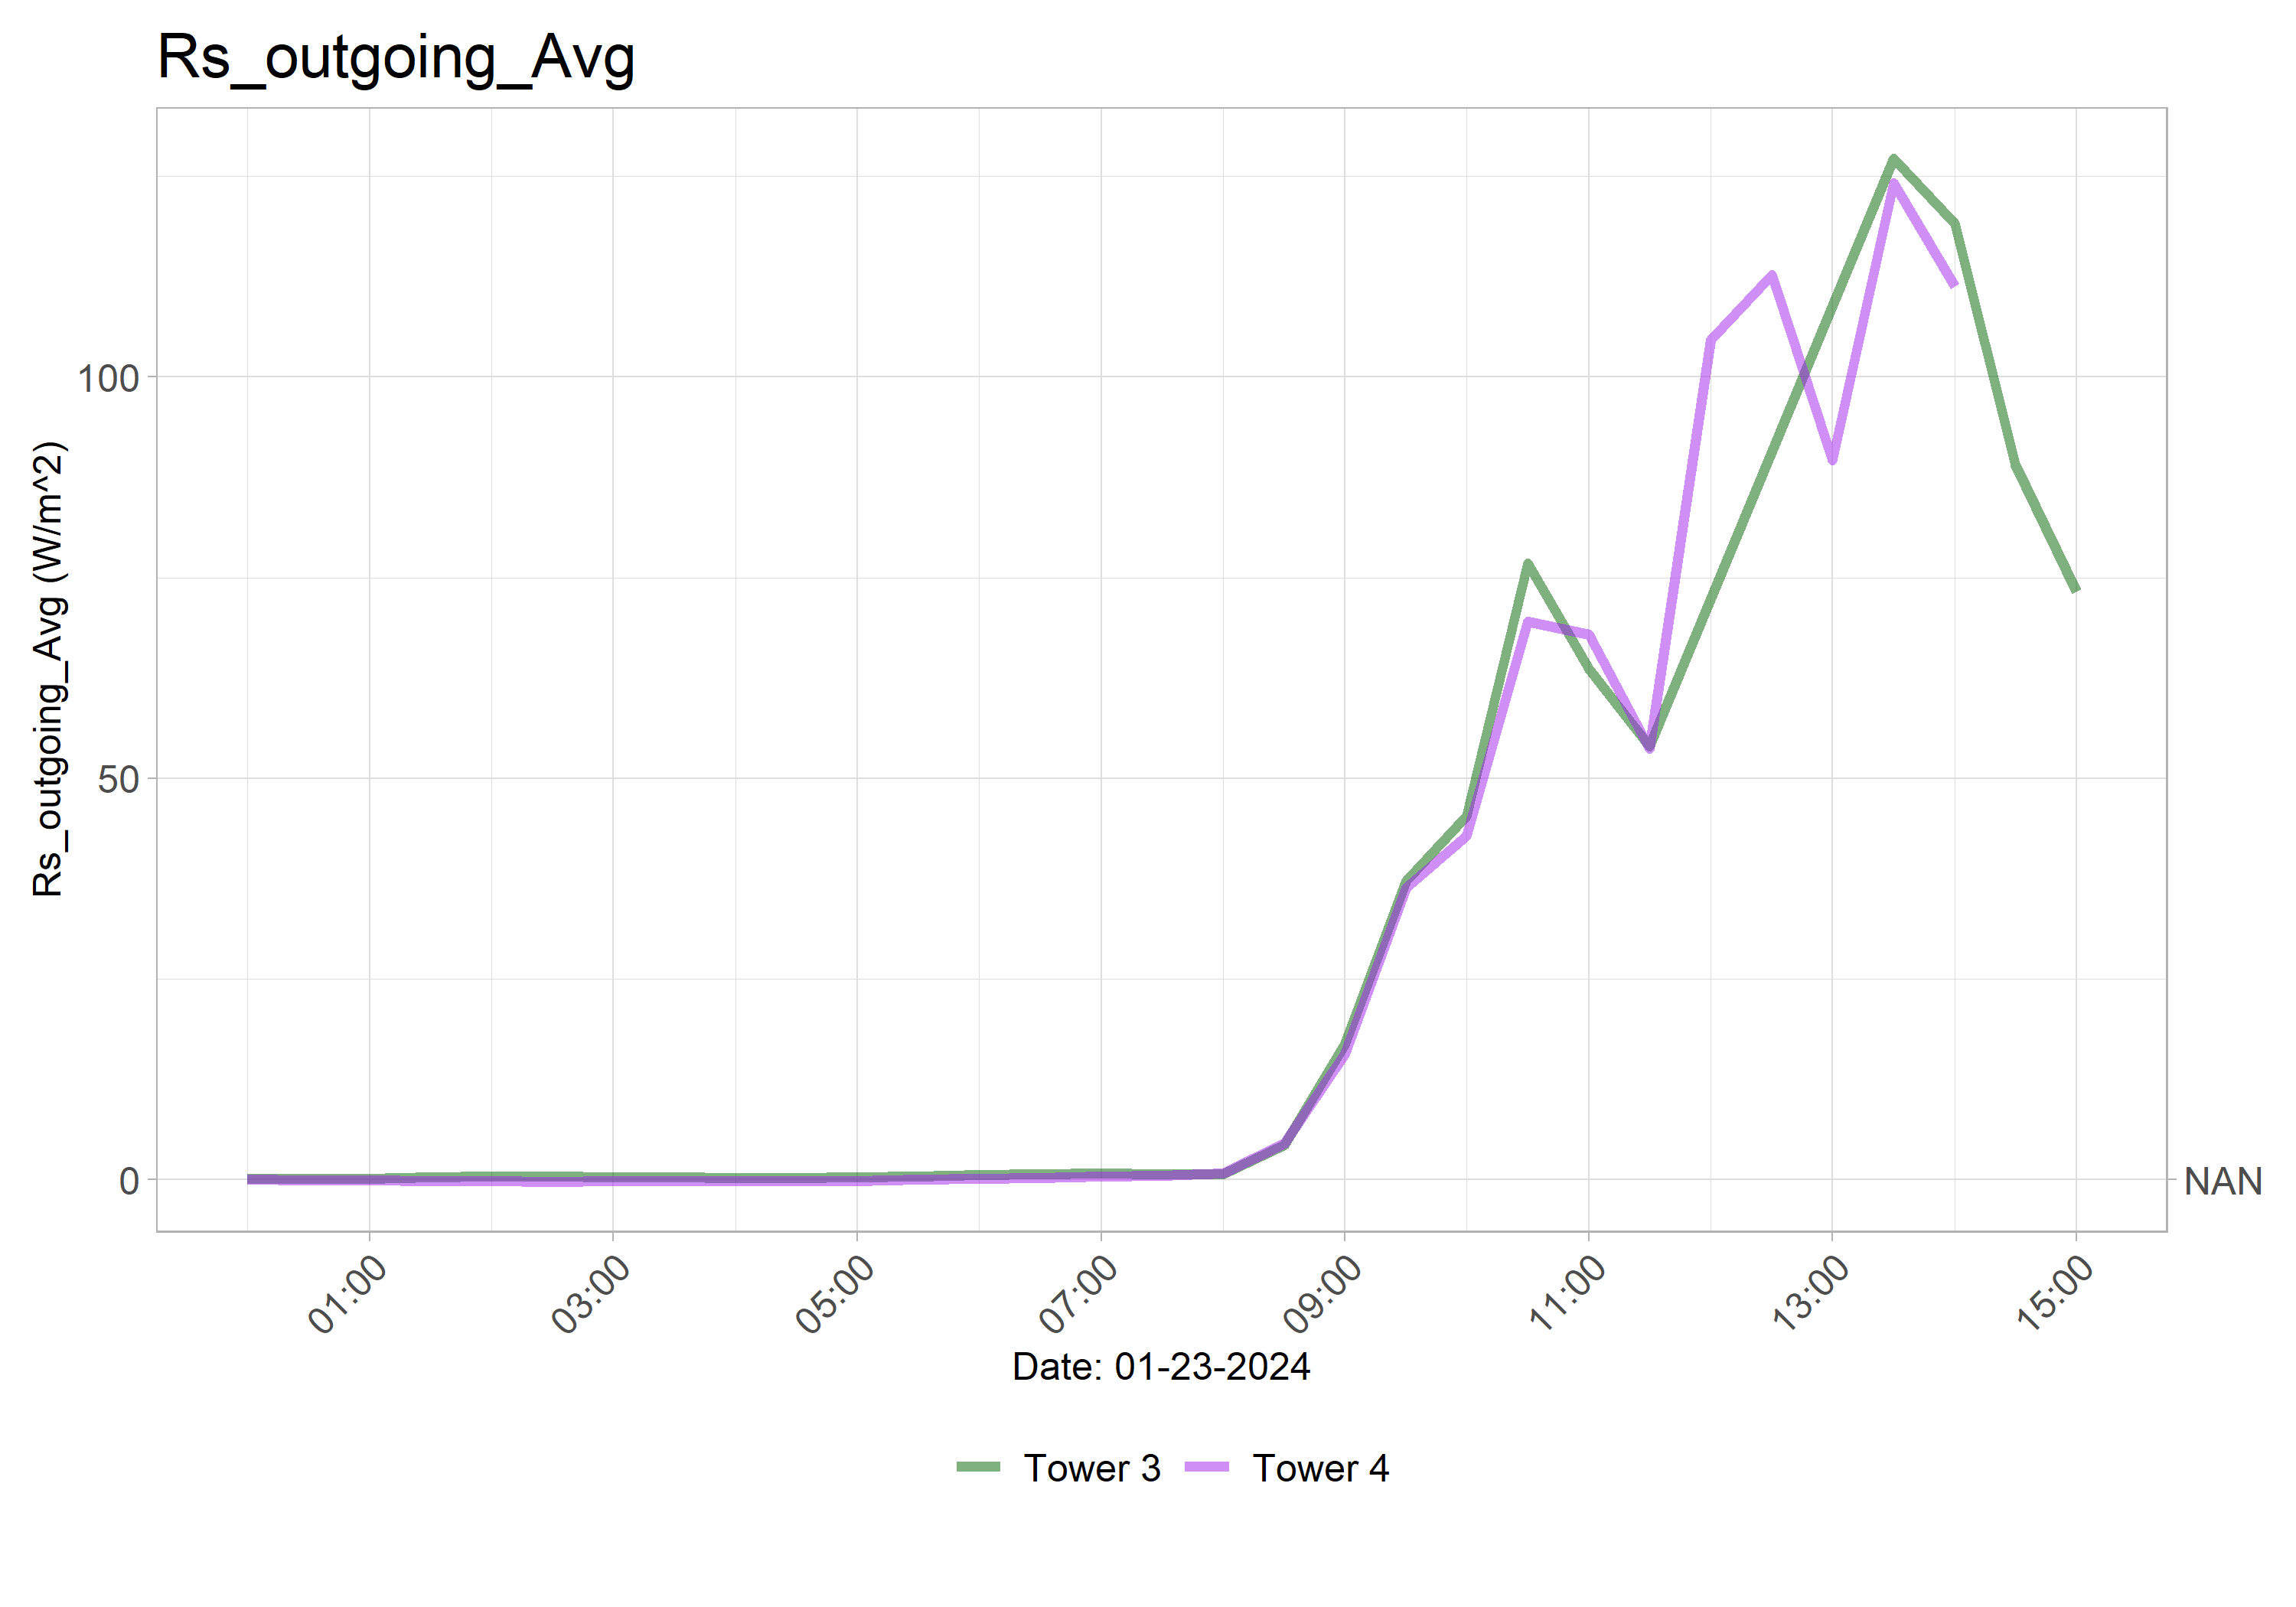 Rs_outgoing_Avg
Rs_outgoing_Avg (W/m^2)
100
50
0
NAN
01:00
03:00
05:00
07:00
09:00
11:00
13:00
15:00
Date: 01-23-2024
Tower 3
Tower 4